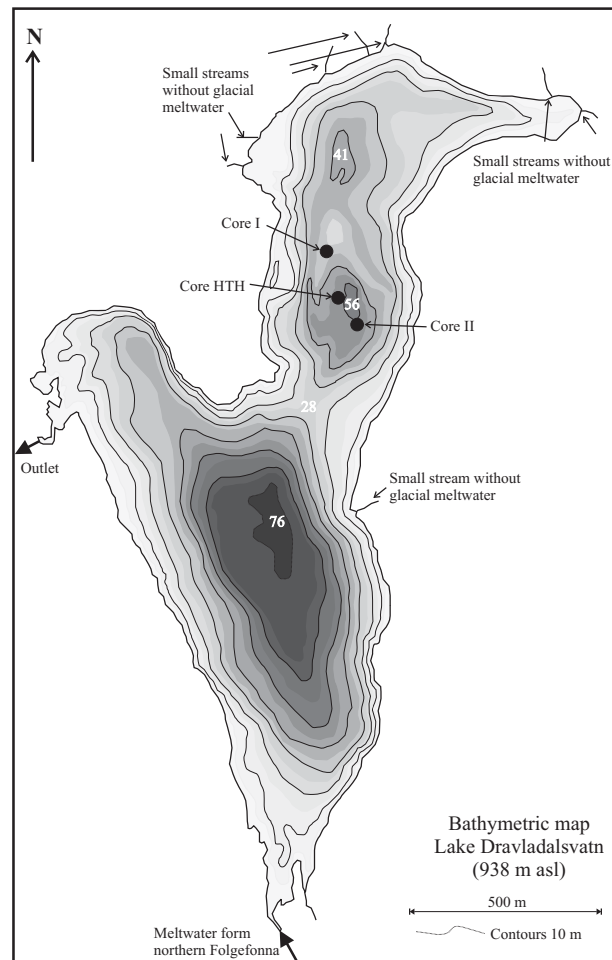 N
Small streams
without glacial
meltwater
41
Small streams without
glacial meltwater
Core I
Core HTH
56
Core II
28
Outlet
Small stream without
glacial meltwater
76
Bathymetric map
Lake Dravladalsvatn
(938 m asl)
500 m
Contours 10 m
Meltwater form
northern Folgefonna